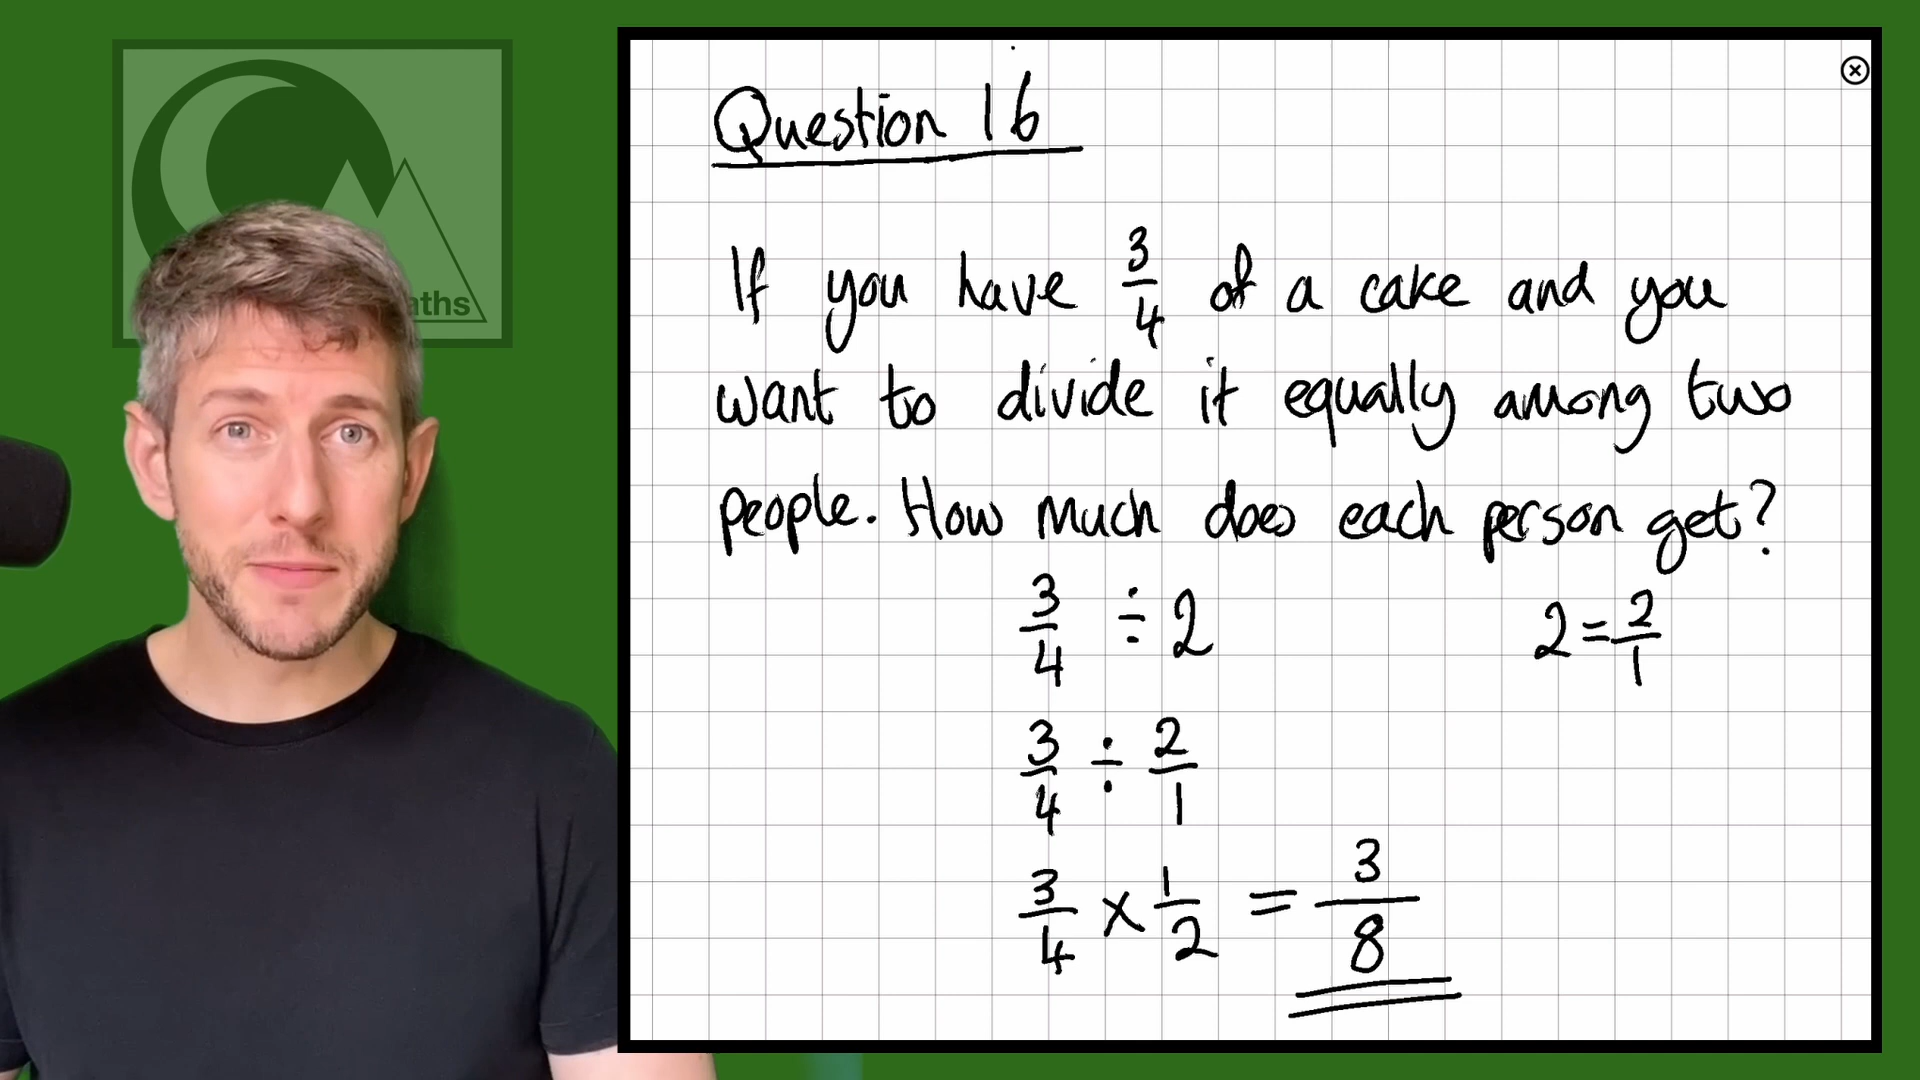 aths
Question 16
If you have 3/4 of a cake and you
want to divide it equally among two
people. How much does each person get?
3/4 ÷ 2
2 = 2/1
3/4 ÷ 2/1
3/4 × 1/2 = 3/8